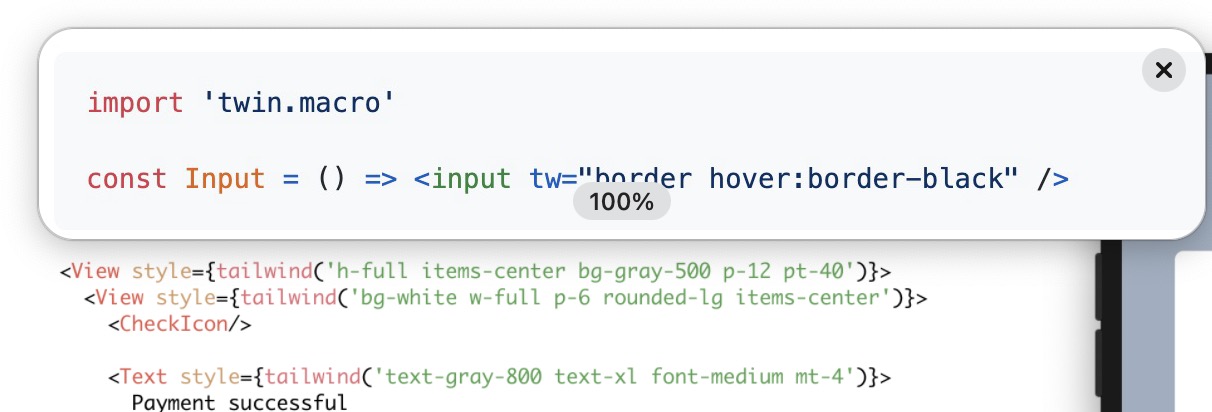 import 'twin.macro'
const Input = () => <input tw="border hover:border-black" />
100%
<View style={tailwind('h-full items-center bg-gray-500 p-12 pt-40')}>
<View style={tailwind('bg-white w-full p-6 rounded-lg items-center')}>
<CheckIcon/>
<Text style={tailwind('text-gray-800 text-xl font-medium mt-4')}>
Payment successful